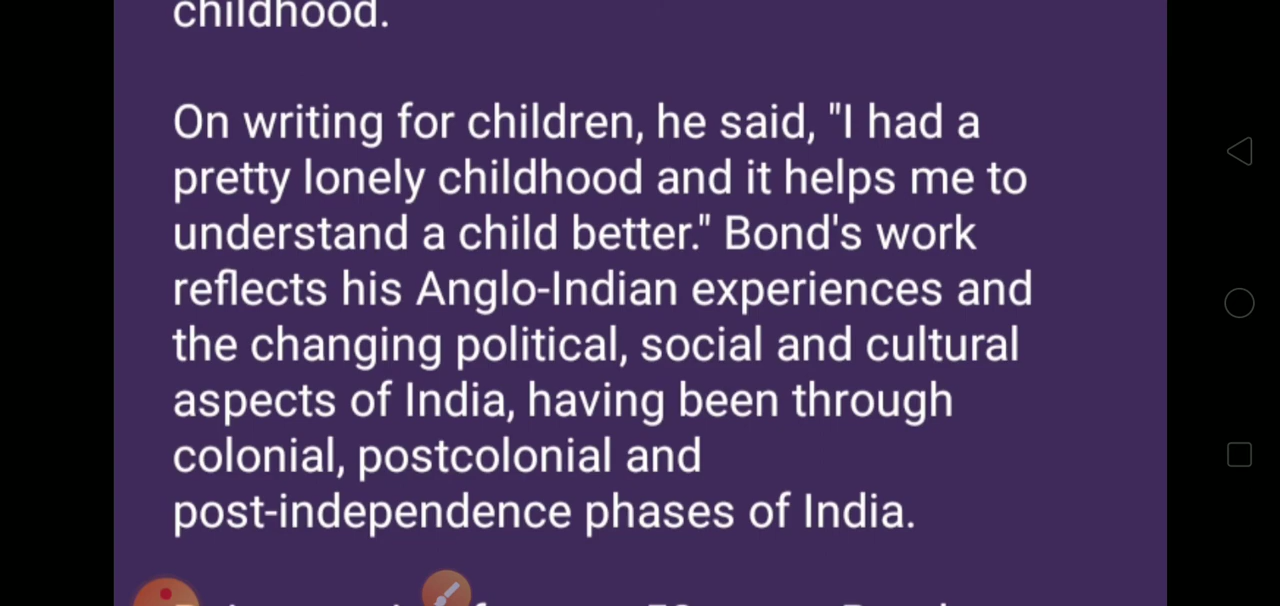 childhood.
On writing for children, he said, "I had a
pretty lonely childhood and it helps me to
understand a child better." Bond's work
reflects his Anglo-Indian experiences and
the changing political, social and cultural
aspects of India, having been through
colonial, postcolonial and
post-independence phases of India.